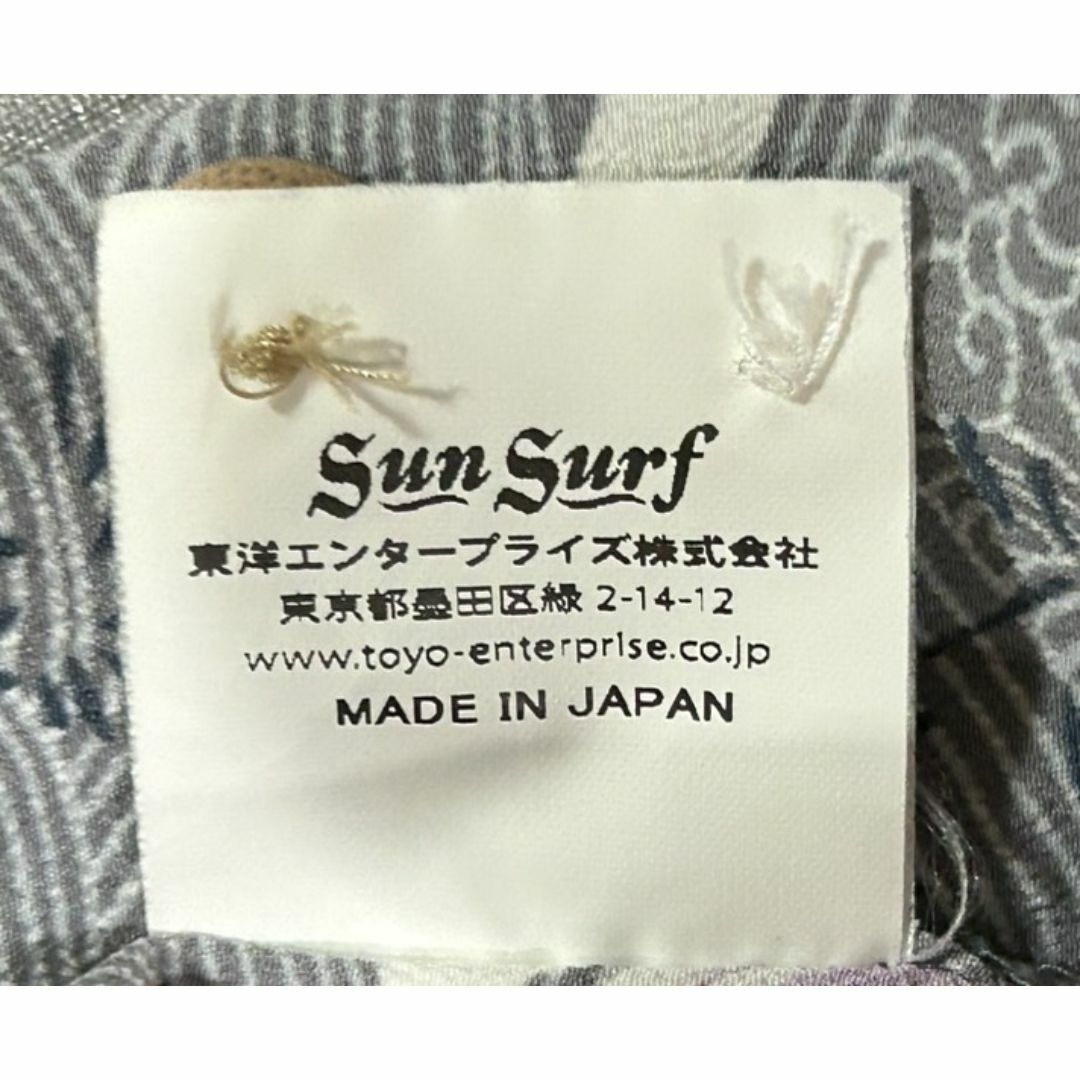 Sun Surf
東洋エンタープライズ株式会社
東京都墨田区緑 2-14-12
www.toyo-enterprise.co.jp
MADE IN JAPAN